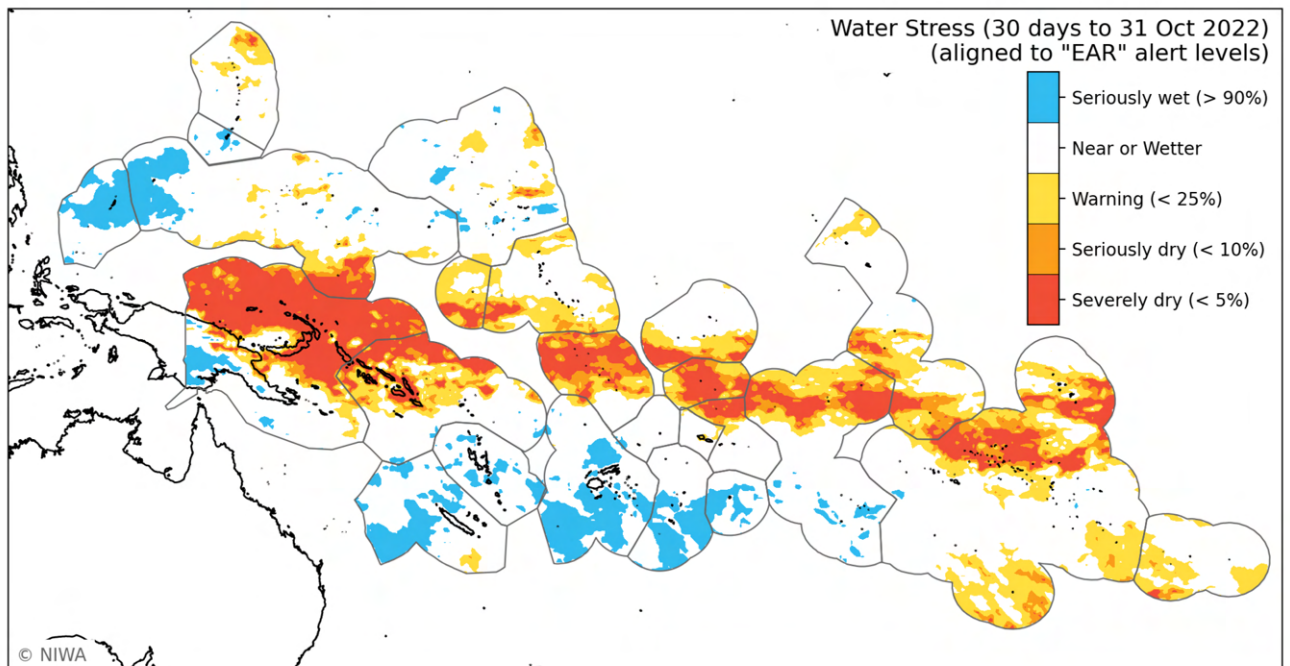 Water Stress (30 days to 31 Oct 2022)
(aligned to "EAR" alert levels)
Seriously wet (> 90%)
Near or Wetter
Warning (< 25%)
Seriously dry (< 10%)
Severely dry (< 5%)
© NIWA